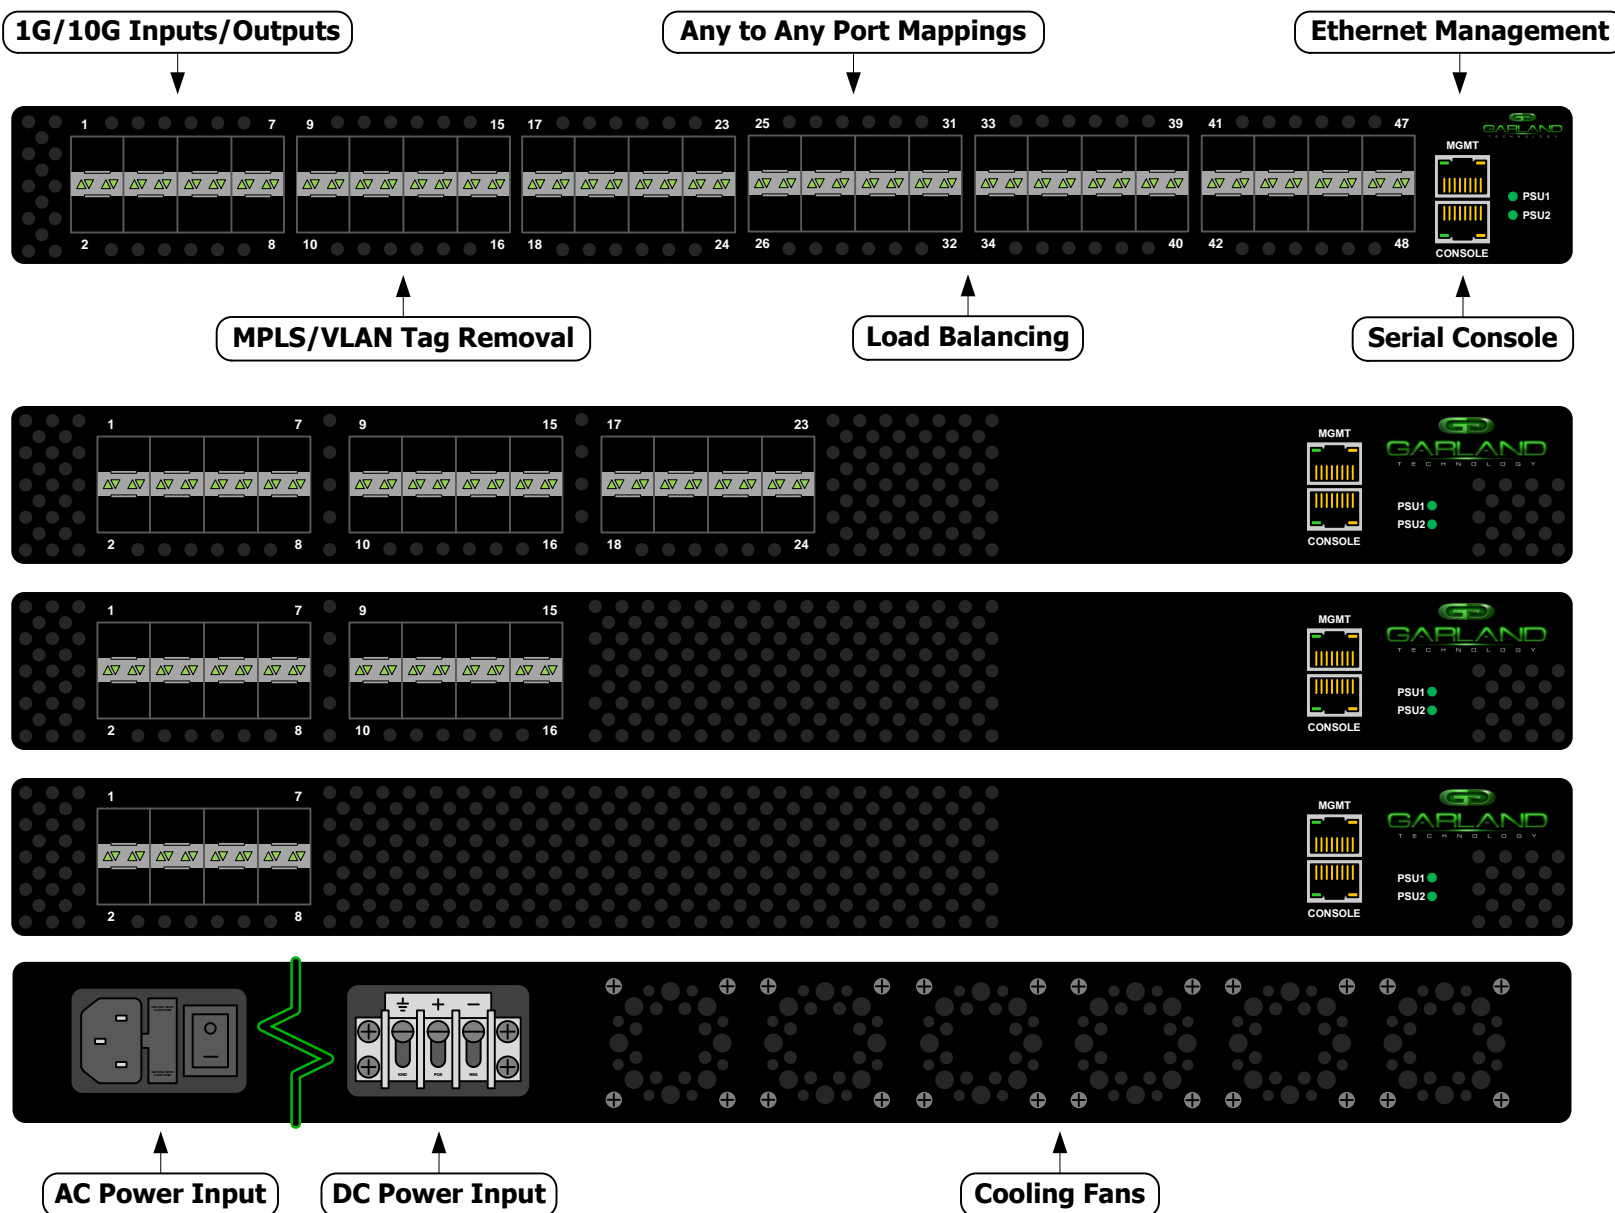 1G/10G Inputs/Outputs
Any to Any Port Mappings
Ethernet Management
1 7 9 15 17 23 25 31 33 39 41 47
GARLAND
TECHNOLOGY
MGMT
PSU1
PSU2
2 8 10 16 18 24 26 32 34 40 42 48
CONSOLE
MPLS/VLAN Tag Removal
Load Balancing
Serial Console
1 7 9 15 17 23
MGMT
GARLAND
TECHNOLOGY
PSU1
PSU2
2 8 10 16 18 24
CONSOLE
1 7 9 15
MGMT
GARLAND
TECHNOLOGY
PSU1
PSU2
2 8 10 16
CONSOLE
1 7
MGMT
GARLAND
TECHNOLOGY
PSU1
PSU2
2 8
CONSOLE
GND POS NEG
AC Power Input
DC Power Input
Cooling Fans